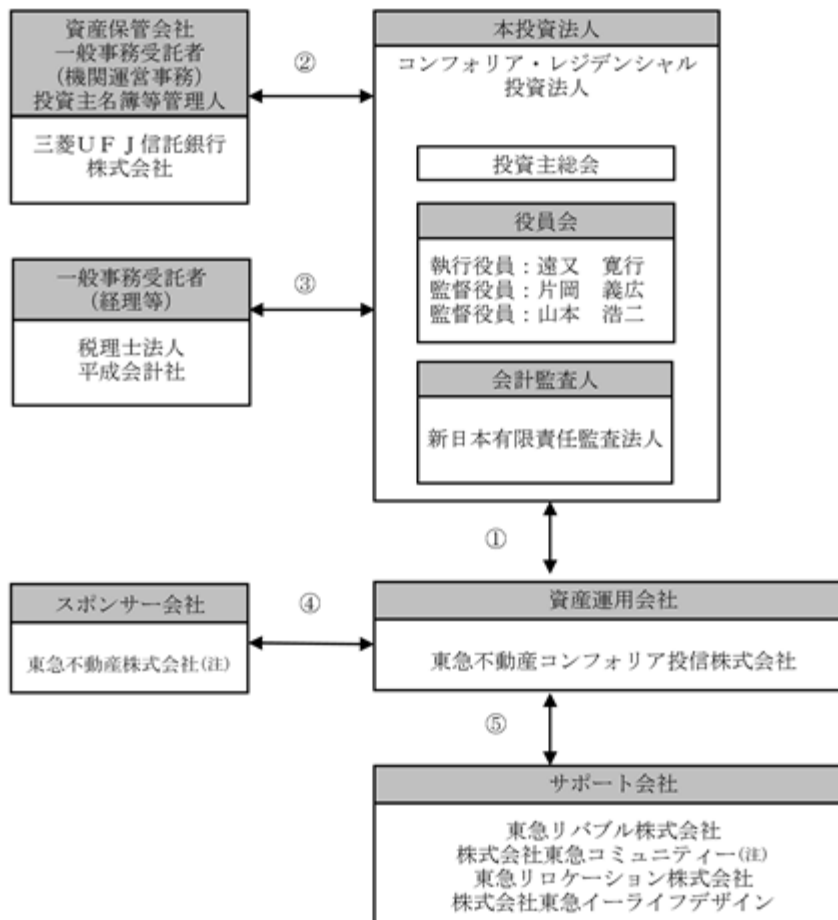 資産保管会社
一般事務受託者
(機関運営事務)
投資主名簿等管理人
三菱UFJ信託銀行
株式会社
②
本投資法人
コンフォリア・レジデンシャル
投資法人
投資主総会
役員会
執行役員：遠又　寛行
監督役員：片岡　義広
監督役員：山本　浩二
会計監査人
新日本有限責任監査法人
一般事務受託者
(経理等)
税理士法人
平成会計社
③
①
スポンサー会社
東急不動産株式会社(注)
④
資産運用会社
東急不動産コンフォリア投信株式会社
⑤
サポート会社
東急リバブル株式会社
株式会社東急コミュニティー(注)
東急リロケーション株式会社
株式会社東急イーライフデザイン